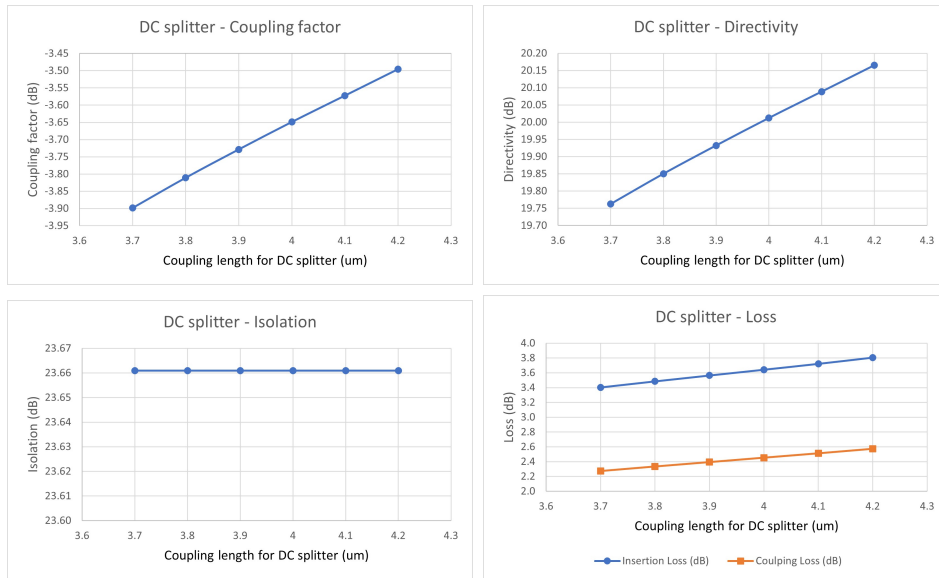 DC splitter - Coupling factor
Coupling factor (dB)
-3.45
-3.50
-3.55
-3.60
-3.65
-3.70
-3.75
-3.80
-3.85
-3.90
-3.95
3.6 3.7 3.8 3.9 4 4.1 4.2 4.3
Coupling length for DC splitter (um)
DC splitter - Directivity
Directivity (dB)
20.20
20.15
20.10
20.05
20.00
19.95
19.90
19.85
19.80
19.75
19.70
3.6 3.7 3.8 3.9 4 4.1 4.2 4.3
Coupling length for DC splitter (um)
DC splitter - Isolation
Isolation (dB)
23.67
23.66
23.65
23.64
23.63
23.62
23.61
23.60
3.6 3.7 3.8 3.9 4 4.1 4.2 4.3
Coupling length for DC splitter (um)
DC splitter - Loss
Loss (dB)
4.0
3.8
3.6
3.4
3.2
3.0
2.8
2.6
2.4
2.2
2.0
3.6 3.7 3.8 3.9 4 4.1 4.2 4.3
Coupling length for DC splitter (um)
Insertion Loss (dB) Coulping Loss (dB)